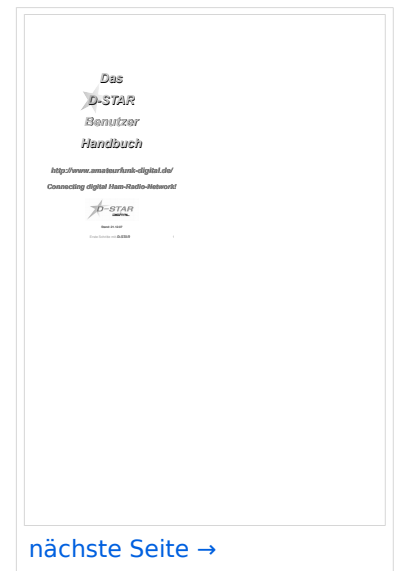 Das
D-STAR
Benutzer
Handbuch
http://www.amateurfunk-digital.de/
Connecting digital Ham-Radio-Network!
D-STAR
nächste Seite →